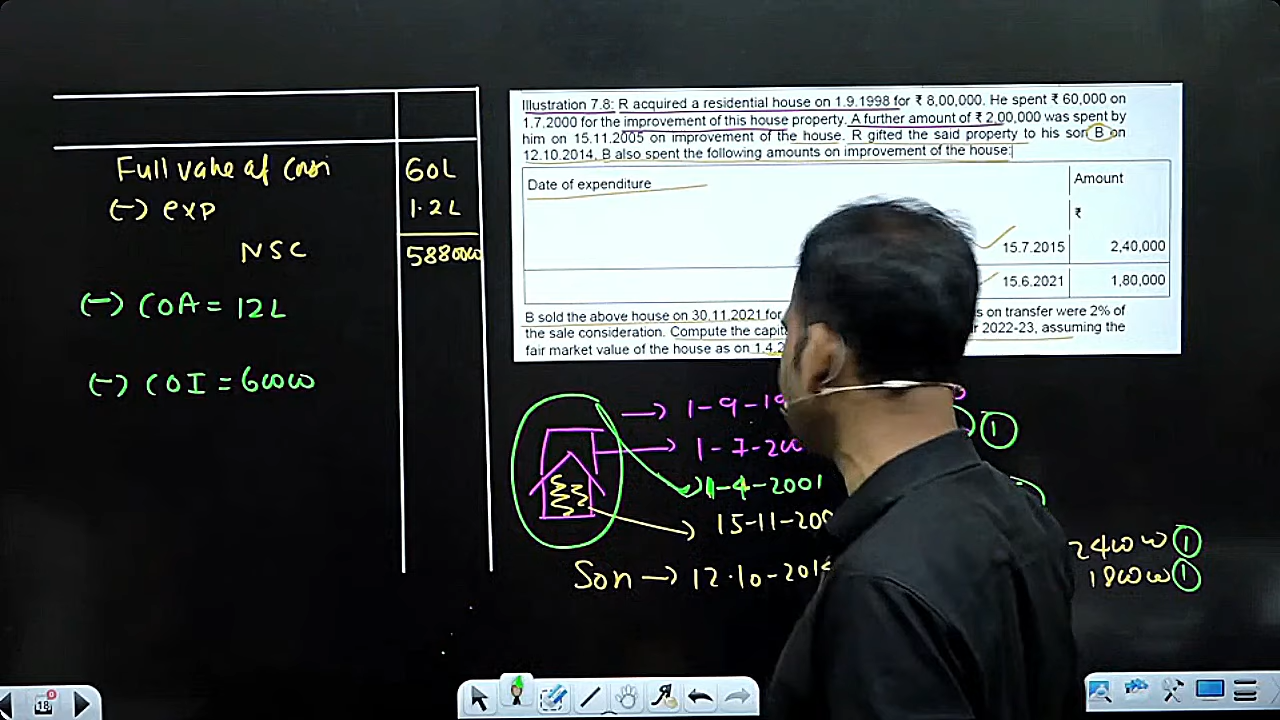 Full value of Consi 60L
(-) exp 1.2L
NSC 5880000
(-) COA = 12L
(-) COI = 60000
Illustration 7.8: R acquired a residential house on 1.9.1998 for ₹ 8,00,000. He spent ₹ 60,000 on
1.7.2000 for the improvement of this house property. A further amount of ₹ 2,00,000 was spent by
him on 15.11.2005 on improvement of the house. R gifted the said property to his son B on
12.10.2014. B also spent the following amounts on improvement of the house:
Date of expenditure Amount
₹
15.7.2015 2,40,000
15.6.2021 1,80,000
B sold the above house on 30.11.2021 for s on transfer were 2% of
the sale consideration. Compute the capit 2022-23, assuming the
fair market value of the house as on 1.4.2
→ 1-9-19
→ 1-7-200 1
→ 1-4-2001
→ 15-11-200
240000 1
Son → 12.10-2014 180000 1
18
0